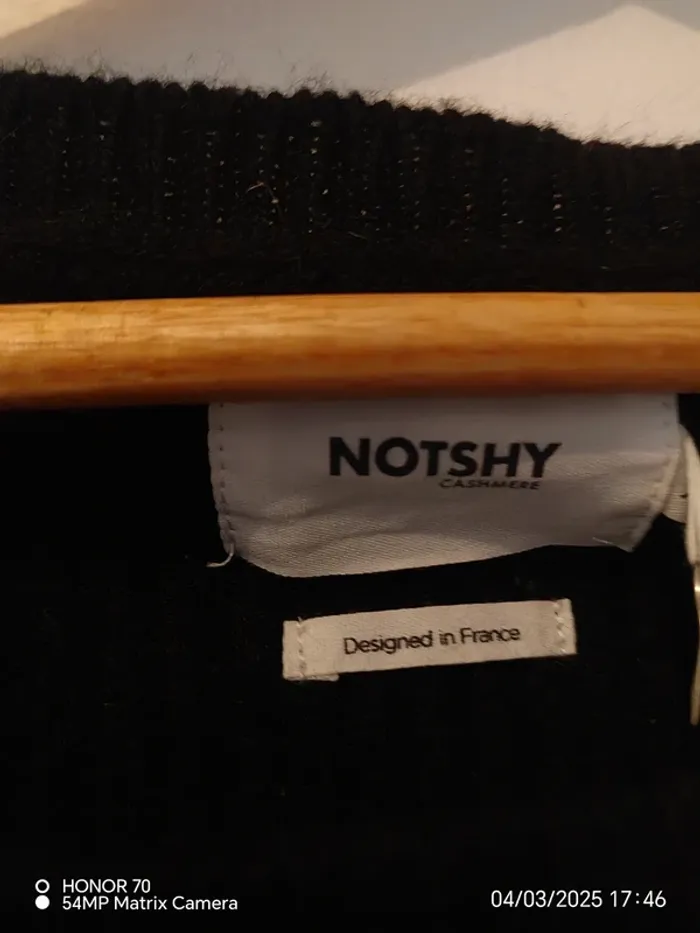 NOTSHY
CASHMERE
Designed in France
HONOR 70
54MP Matrix Camera
04/03/2025 17:46